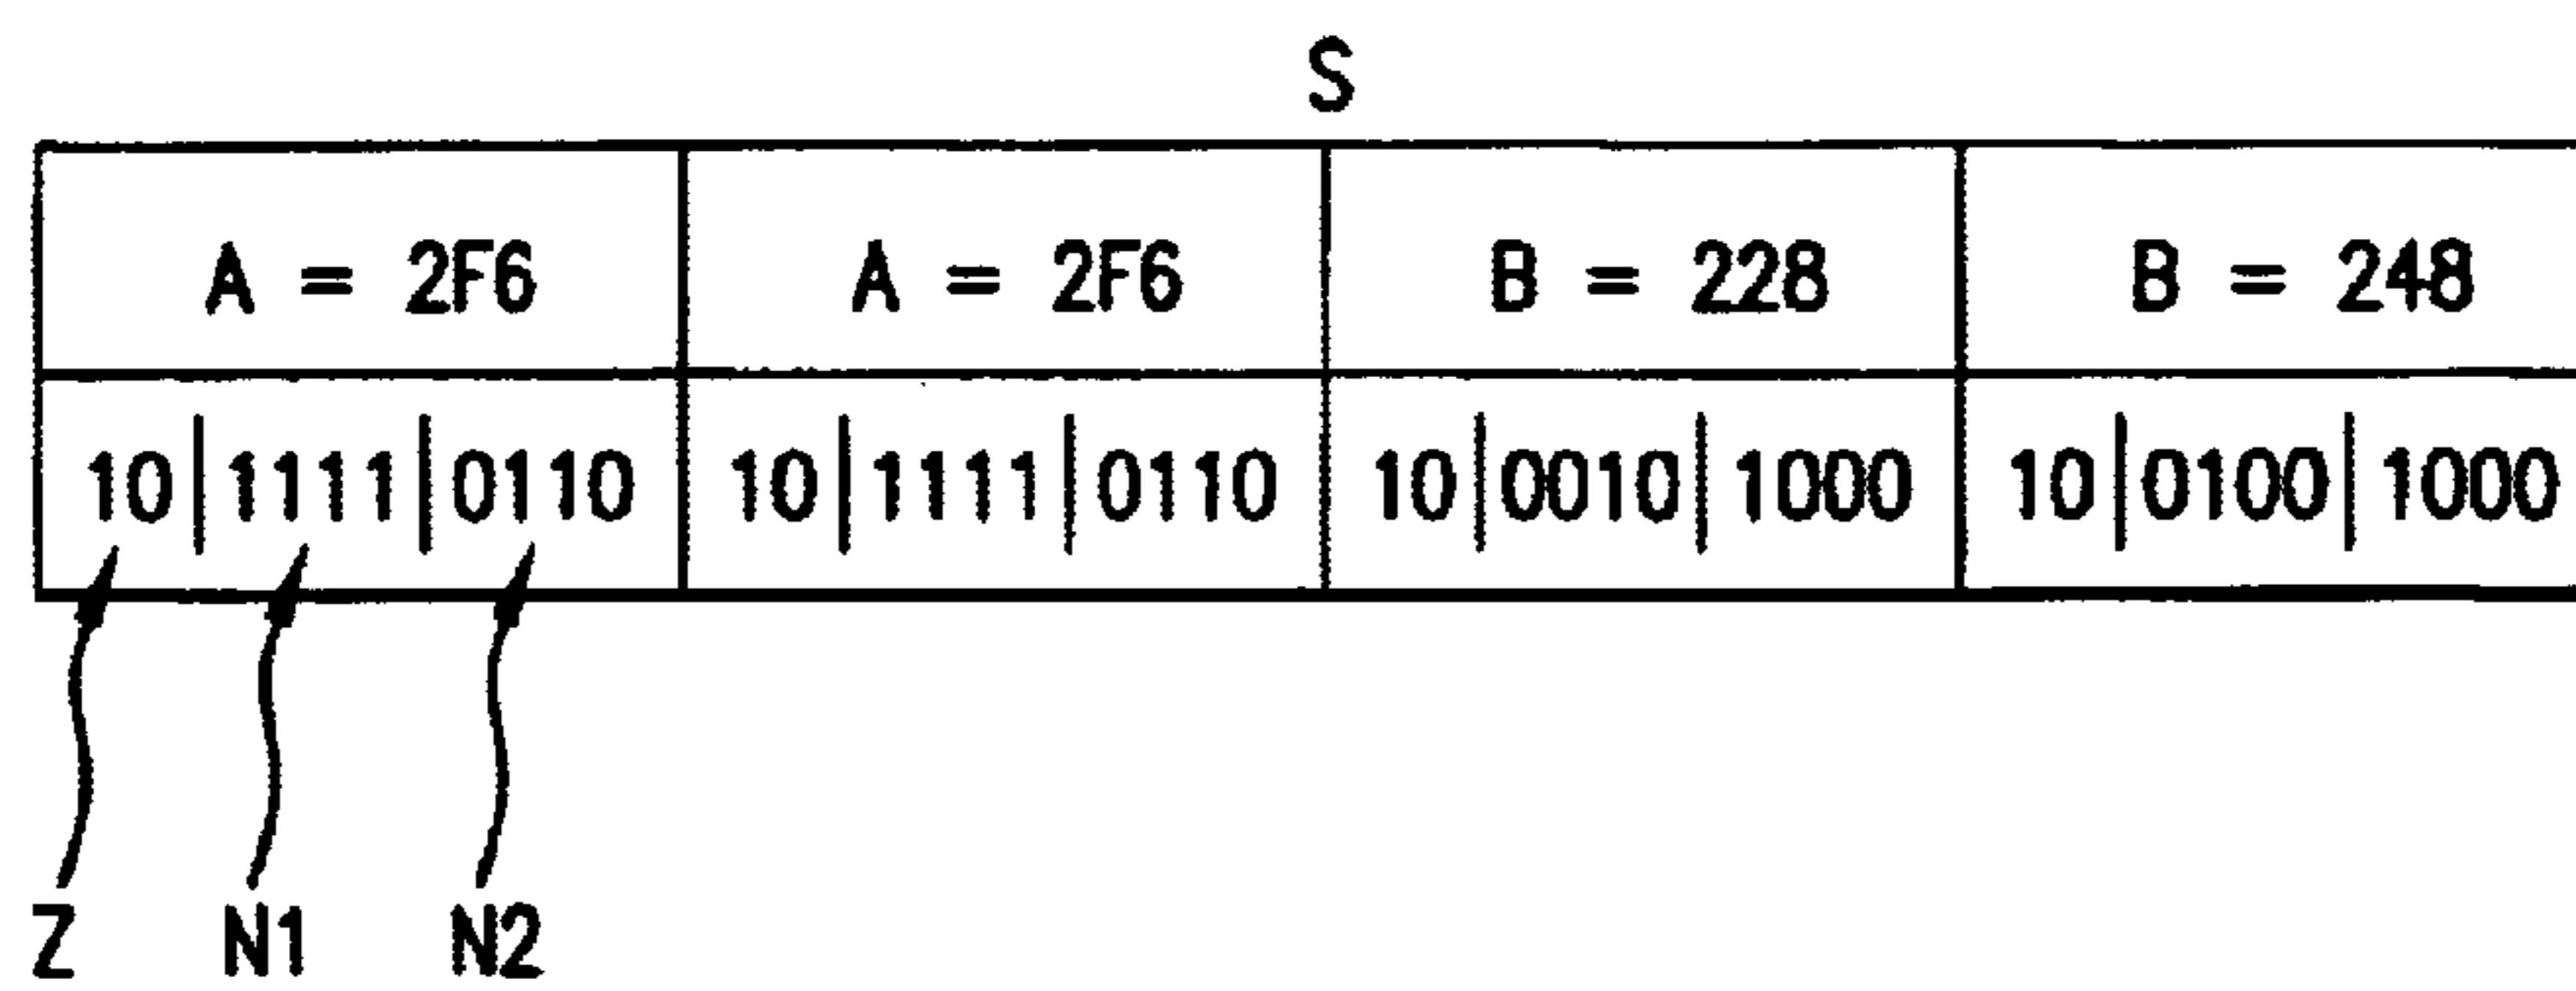 S
A = 2F6 A = 2F6 B = 228 B = 248
10|1111|0110 10|1111|0110 10|0010|1000 10|0100|1000
Z N1 N2